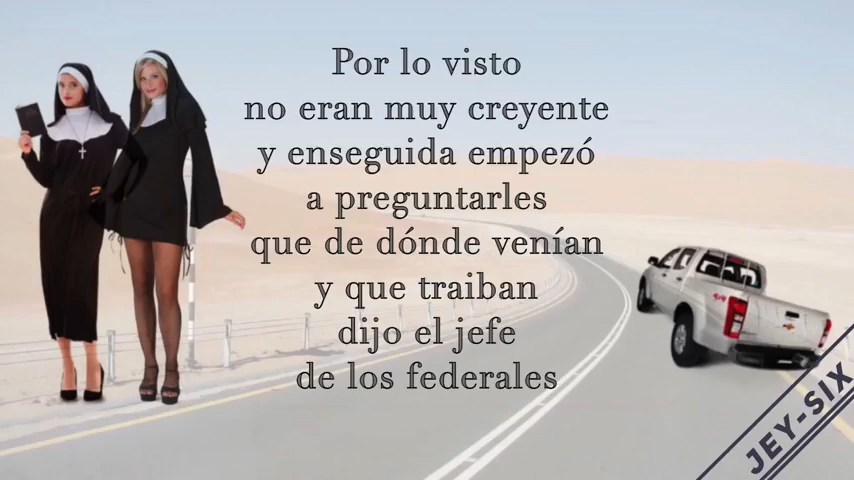 Por lo visto
no eran muy creyente
y enseguida empezó
a preguntarles
que de dónde venían
y que traiban
dijo el jefe
de los federales
JEY-SIX